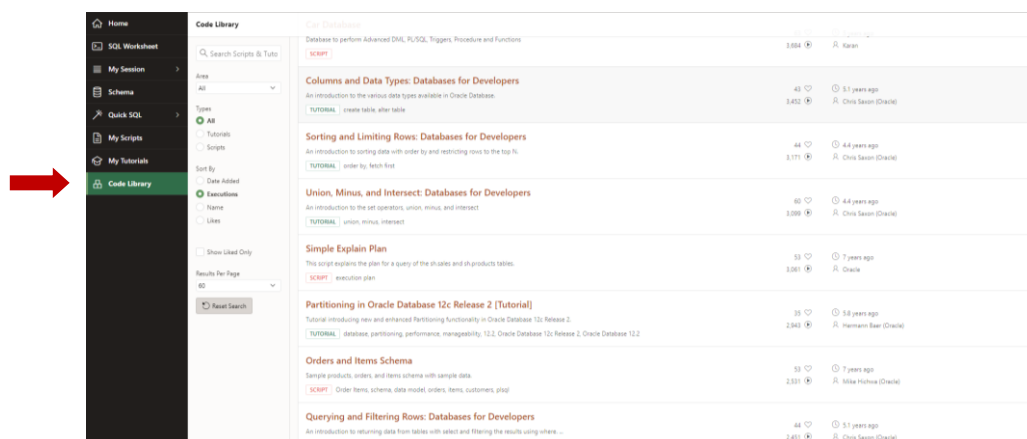 Home
SQL Worksheet
My Session
Schema
Quick SQL
My Scripts
My Tutorials
Code Library
Code Library
Search Scripts & Tuto
Area
All
Types
All
Tutorials
Scripts
Sort By
Date Added
Executions
Name
Likes
Show Liked Only
Results Per Page
60
Reset Search
Car Database
Database to perform Advanced DML, PL/SQL, Triggers, Procedure and Functions
SCRIPT
3,694 Karan
Columns and Data Types: Databases for Developers
An introduction to the various data types available in Oracle Database.
TUTORIAL create table, alter table
43 5.1 years ago
3,452 Chris Saxon (Oracle)
Sorting and Limiting Rows: Databases for Developers
An introduction to sorting data with order by and restricting rows to the top N.
TUTORIAL order by, fetch first
44 4.4 years ago
3,171 Chris Saxon (Oracle)
Union, Minus, and Intersect: Databases for Developers
An introduction to the set operators, union, minus, and intersect
TUTORIAL union, minus, intersect
60 4.4 years ago
3,099 Chris Saxon (Oracle)
Simple Explain Plan
This script explains the plan for a query of the sh.sales and sh.products tables.
SCRIPT execution plan
53 7 years ago
3,061 Oracle
Partitioning in Oracle Database 12c Release 2 [Tutorial]
Tutorial introducing new and enhanced Partitioning functionality in Oracle Database 12c Release 2.
TUTORIAL database, partitioning, performance, manageability, 12.2, Oracle Database 12c Release 2, Oracle Database 12.2
35 5.8 years ago
2,943 Hermann Baer (Oracle)
Orders and Items Schema
Sample products, orders, and items schema with sample data.
SCRIPT Order Items, schema, data model, orders, items, customers, plsql
53 7 years ago
2,531 Mike Hichwa (Oracle)
Querying and Filtering Rows: Databases for Developers
An introduction to returning data from tables with select and filtering the results using where. ...
44 5.1 years ago
2,451 Chris Saxon (Oracle)